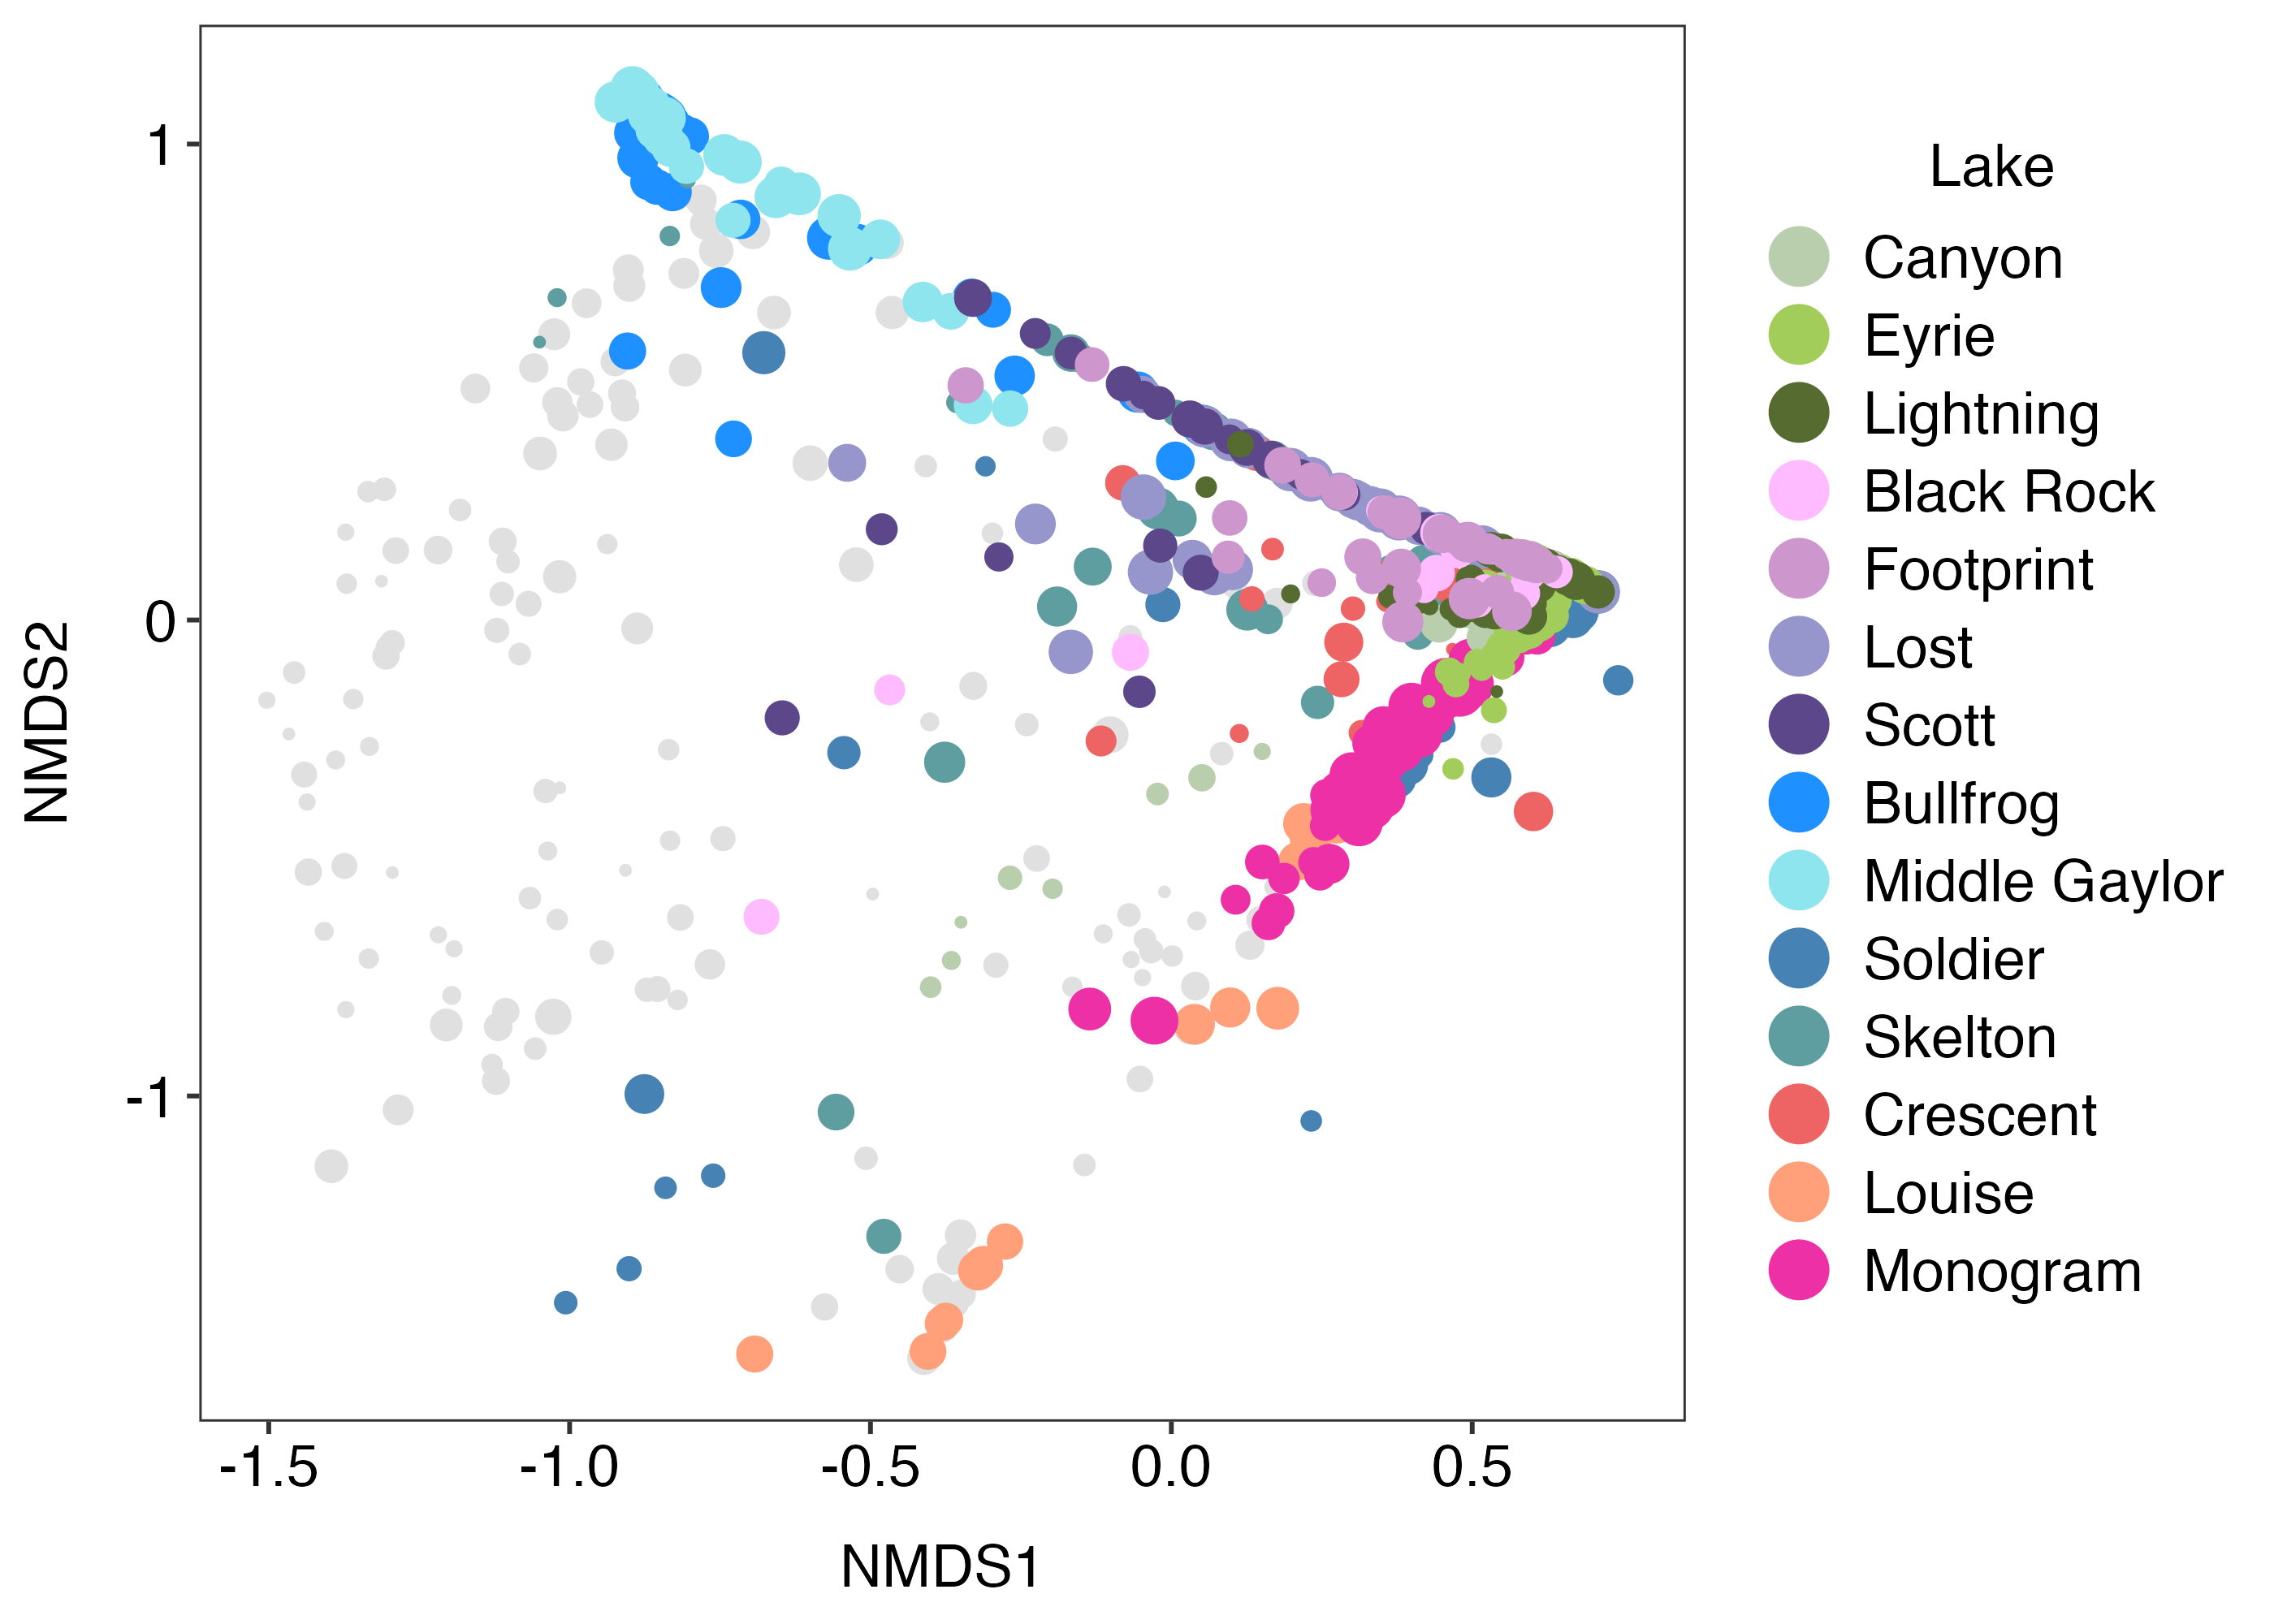 1
0
-1
NMDS2
-1.5
-1.0
-0.5
0.0
0.5
NMDS1
Lake
Canyon
Eyrie
Lightning
Black Rock
Footprint
Lost
Scott
Bullfrog
Middle Gaylor
Soldier
Skelton
Crescent
Louise
Monogram